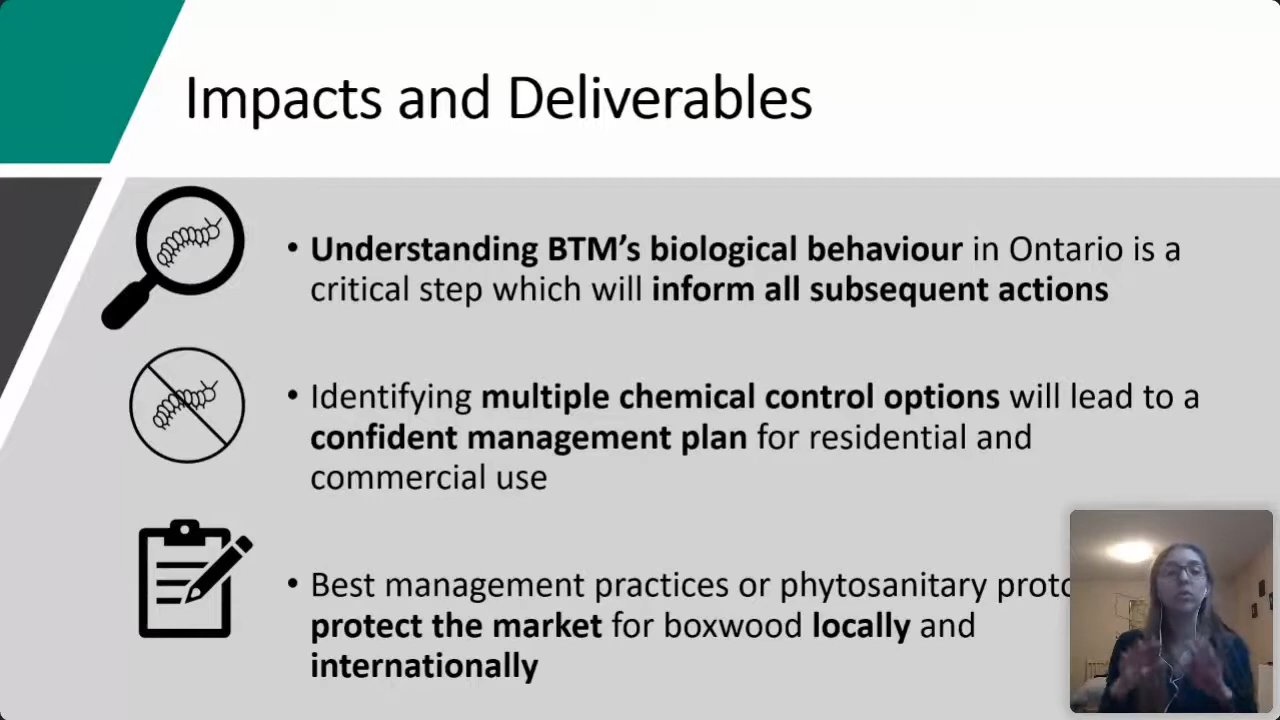 Impacts and Deliverables
• Understanding BTM’s biological behaviour in Ontario is a
critical step which will inform all subsequent actions
• Identifying multiple chemical control options will lead to a
confident management plan for residential and
commercial use
• Best management practices or phytosanitary
protect the market for boxwood locally and
internationally